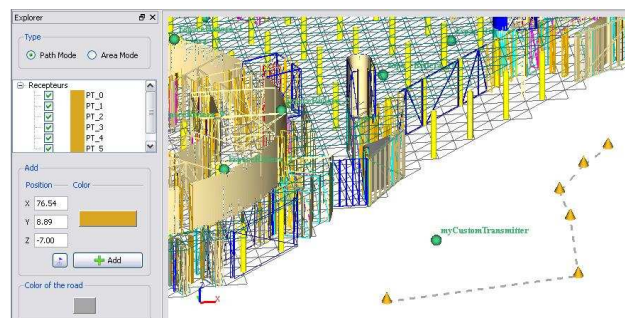 Explorer
Type
Path Mode
Area Mode
Recepteurs
PT_0
PT_1
PT_2
PT_3
PT_4
PT_5
Add
Position
Color
X 76.54
Y 8.89
Z -7.00
Add
Color of the road
myCustomTransmitter
X